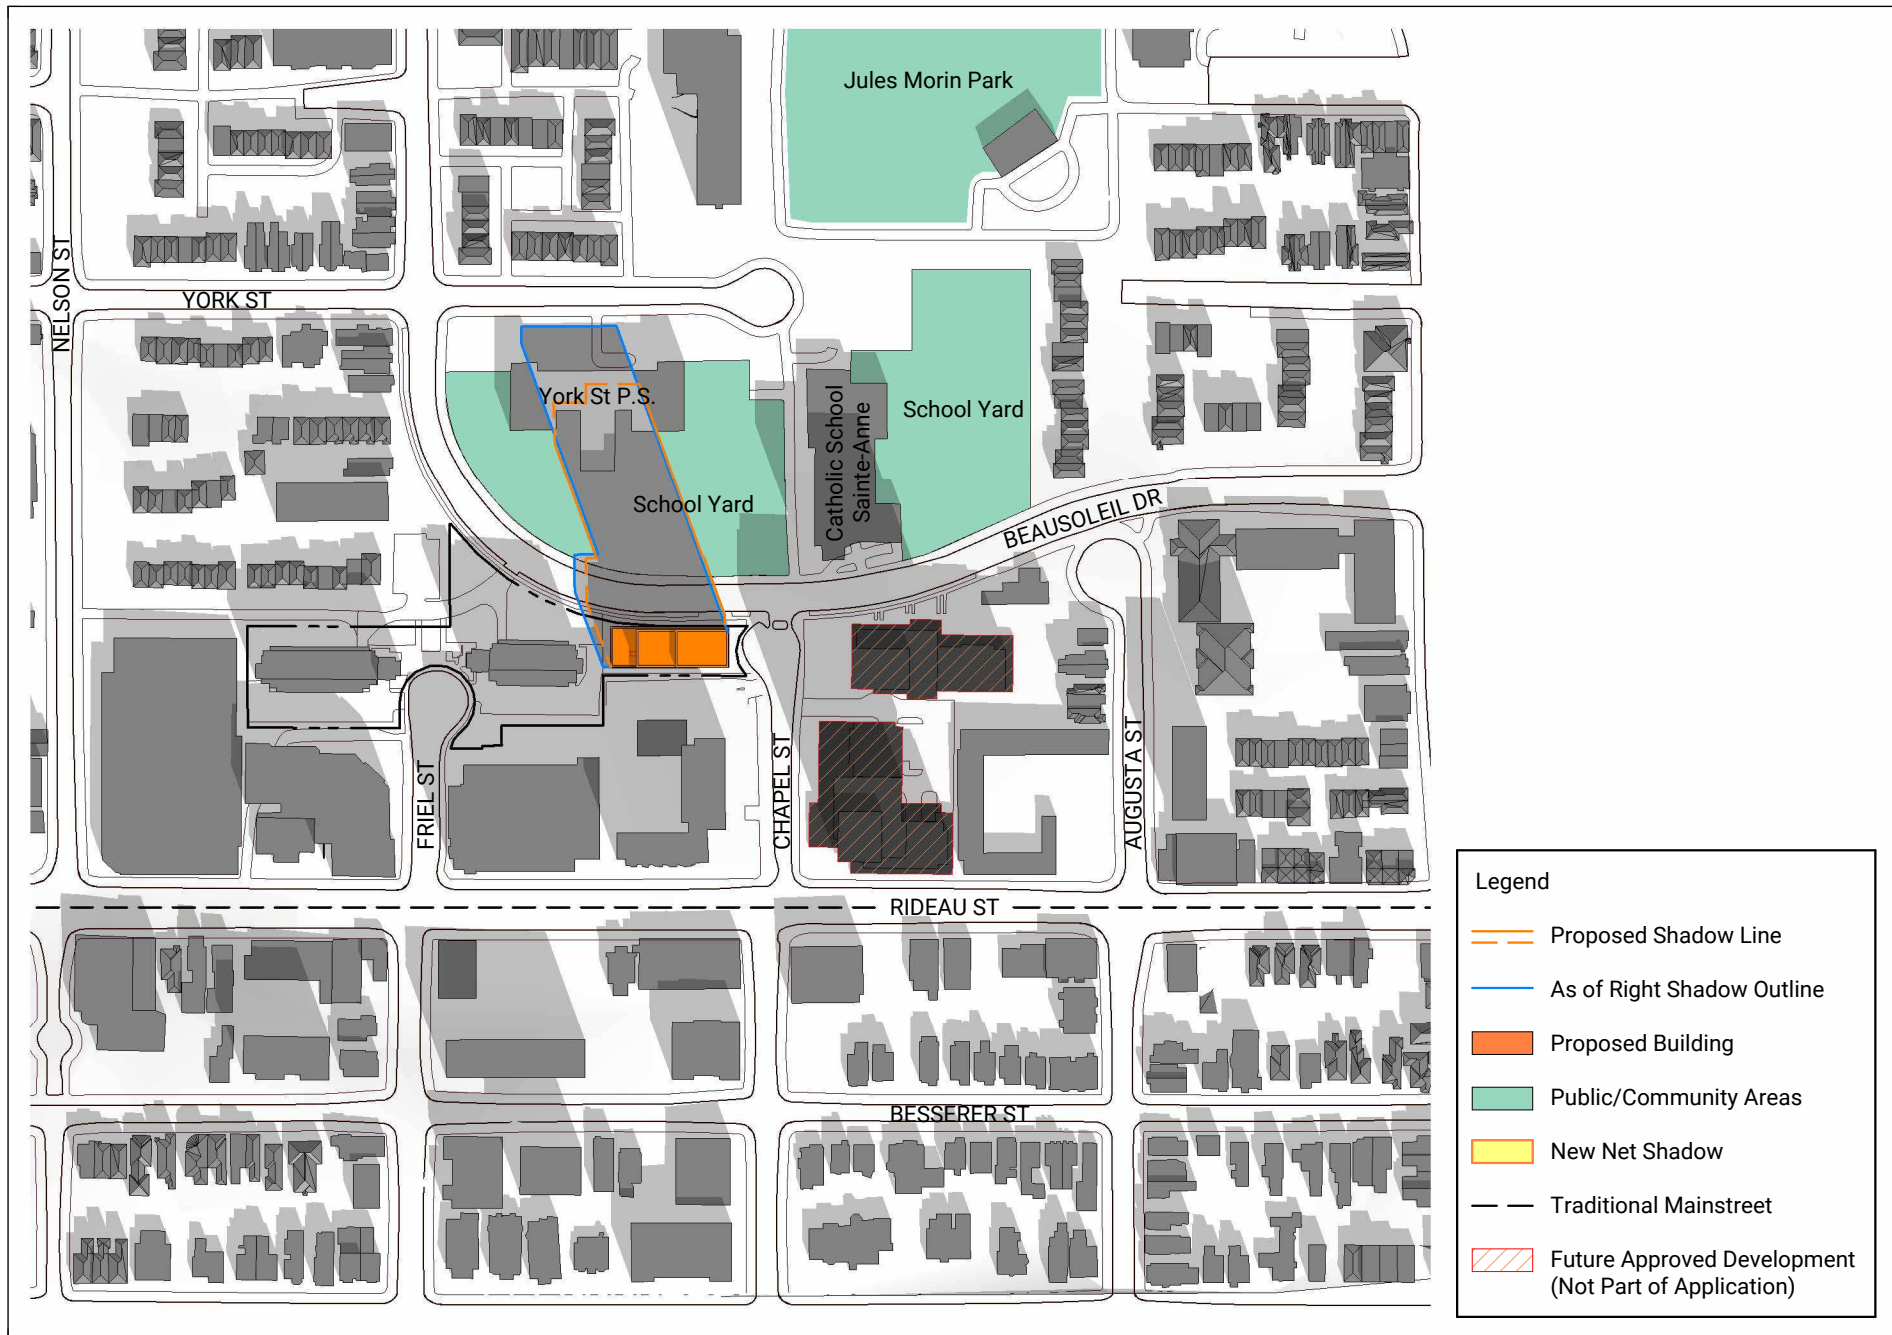 Jules Morin Park
NELSON ST
YORK ST
York St P.S.
School Yard
Catholic School
Sainte-Anne
School Yard
BEAUSOLEIL DR
FRIEL ST
CHAPEL ST
AUGUSTA ST
RIDEAU ST
BESSERER ST
Legend
Proposed Shadow Line
As of Right Shadow Outline
Proposed Building
Public/Community Areas
New Net Shadow
Traditional Mainstreet
Future Approved Development
(Not Part of Application)